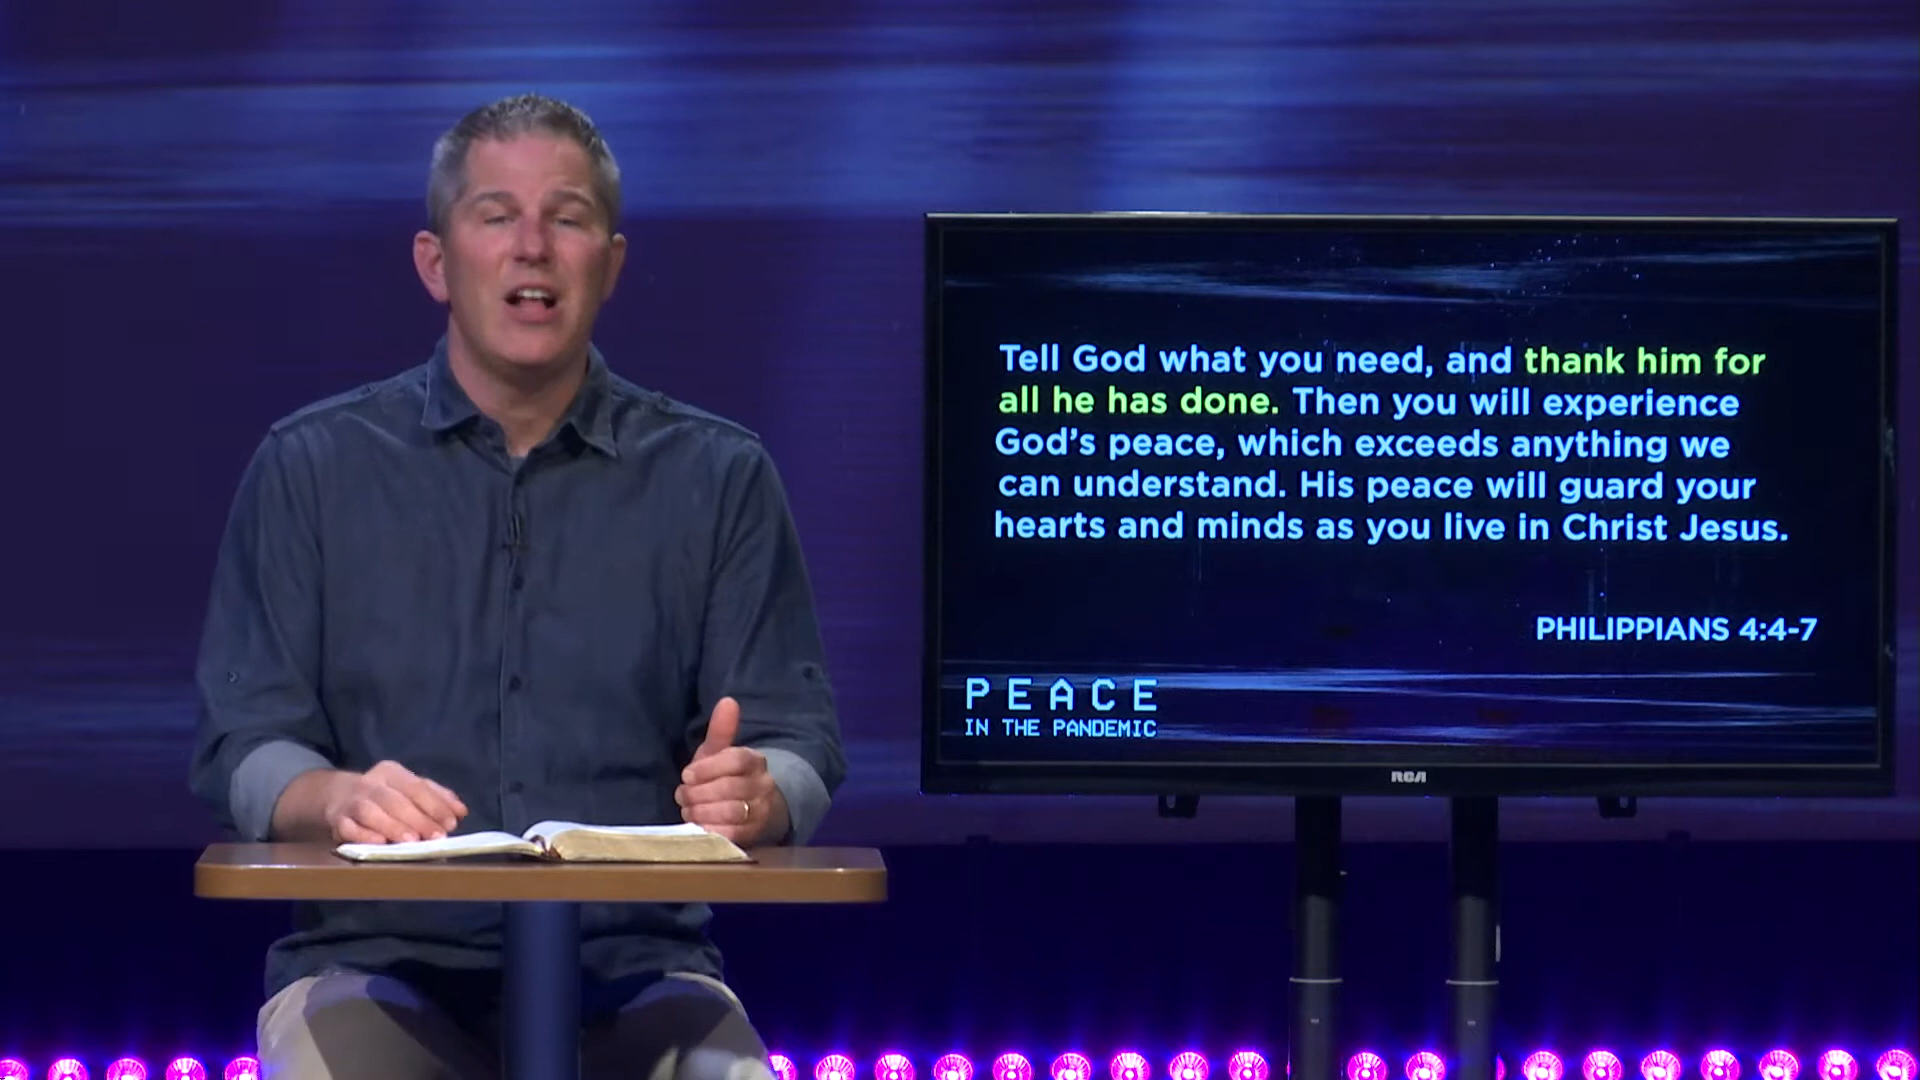 Tell God what you need, and thank him for
all he has done. Then you will experience
God's peace, which exceeds anything we
can understand. His peace will guard your
hearts and minds as you live in Christ Jesus.
PHILIPPIANS 4:4-7
PEACE
IN THE PANDEMIC
RCA